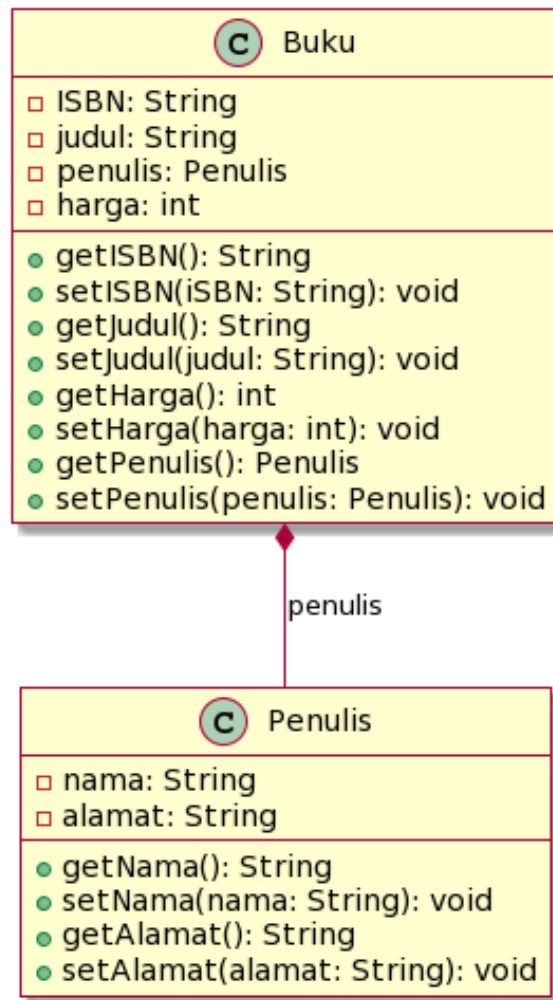 C Buku
ISBN: String
judul: String
penulis: Penulis
harga: int
getISBN(): String
setISBN(iSBN: String): void
getJudul(): String
setJudul(judul: String): void
getHarga(): int
setHarga(harga: int): void
getPenulis(): Penulis
setPenulis(penulis: Penulis): void
penulis
C Penulis
nama: String
alamat: String
getNama(): String
setNama(nama: String): void
getAlamat(): String
setAlamat(alamat: String): void